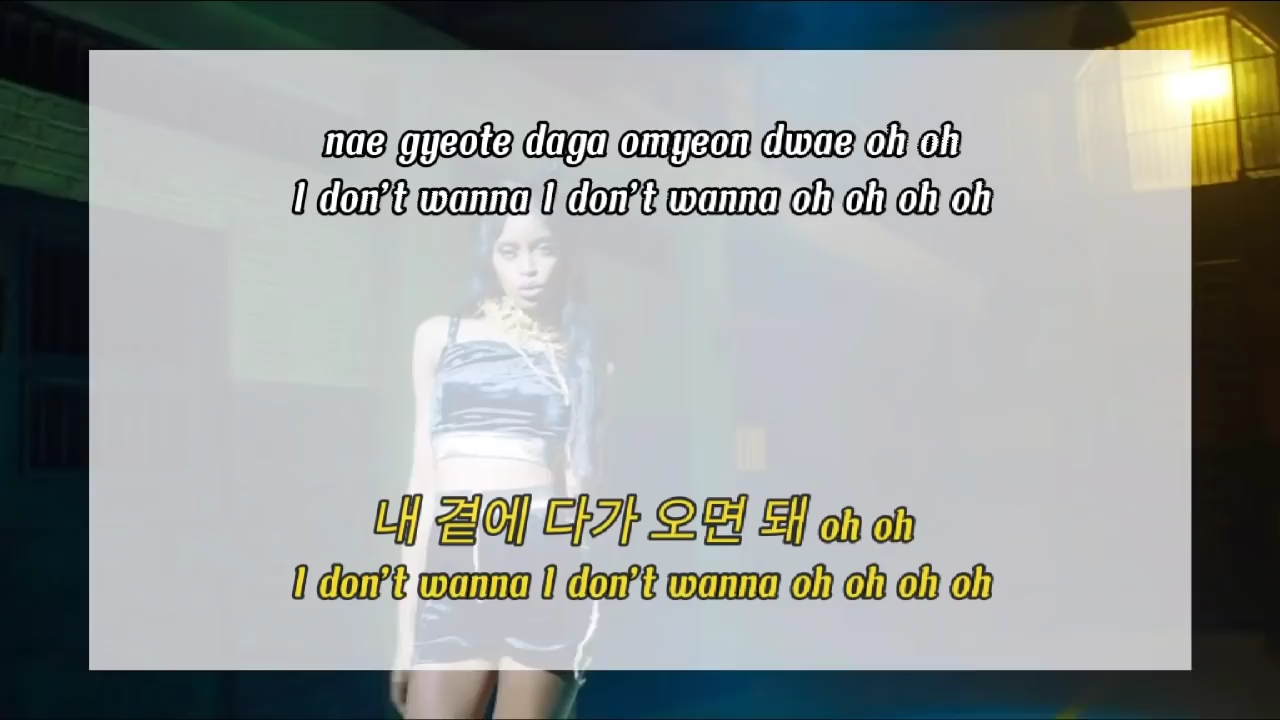 nae gyeote daga omyeon dwae oh oh
I don't wanna I don't wanna oh oh oh oh
내 곁에 다가 오면 돼 oh oh
I don't wanna I don't wanna oh oh oh oh